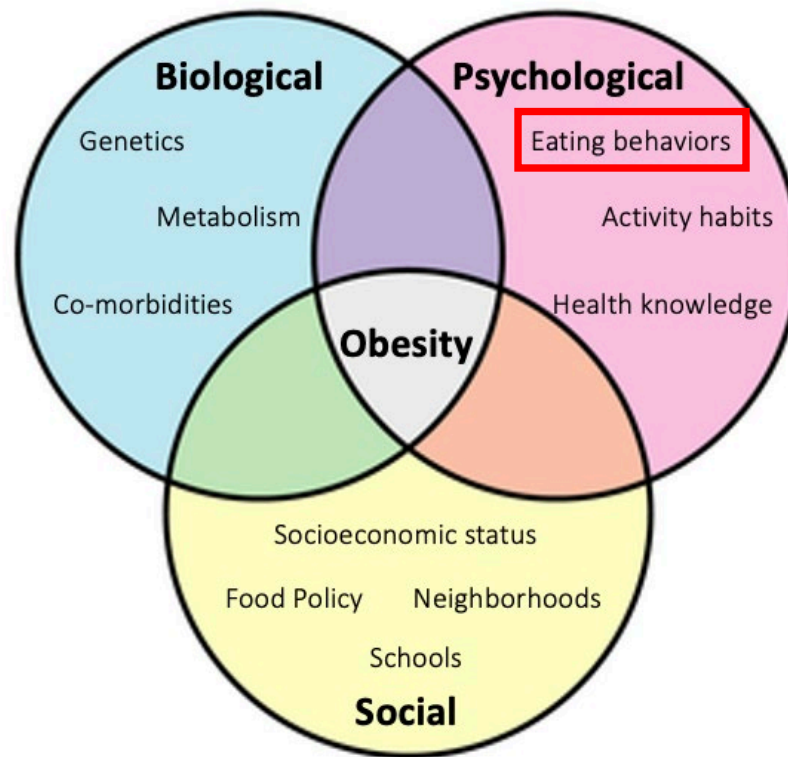 Biological
Psychological
Genetics
Eating behaviors
Metabolism
Activity habits
Co-morbidities
Health knowledge
Obesity
Socioeconomic status
Food Policy
Neighborhoods
Schools
Social